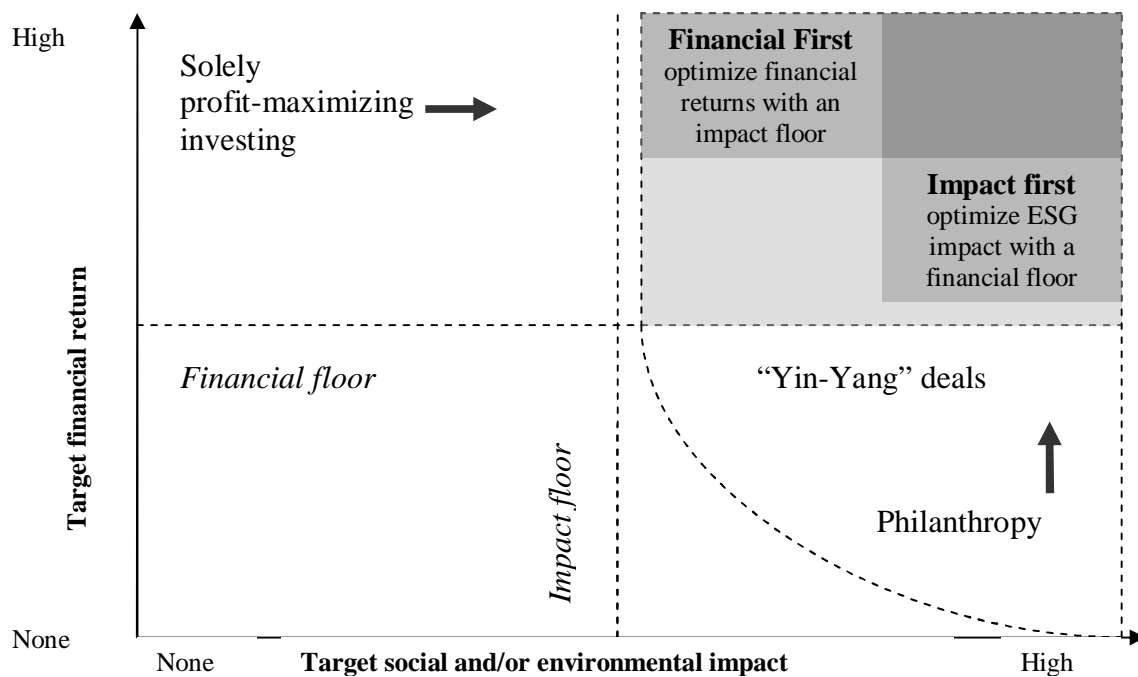 High
Solely
profit-maximizing
investing
Financial First
optimize financial
returns with an
impact floor
Impact first
optimize ESG
impact with a
financial floor
Target financial return
Financial floor
“Yin-Yang” deals
Impact floor
Philanthropy
None
None
Target social and/or environmental impact
High